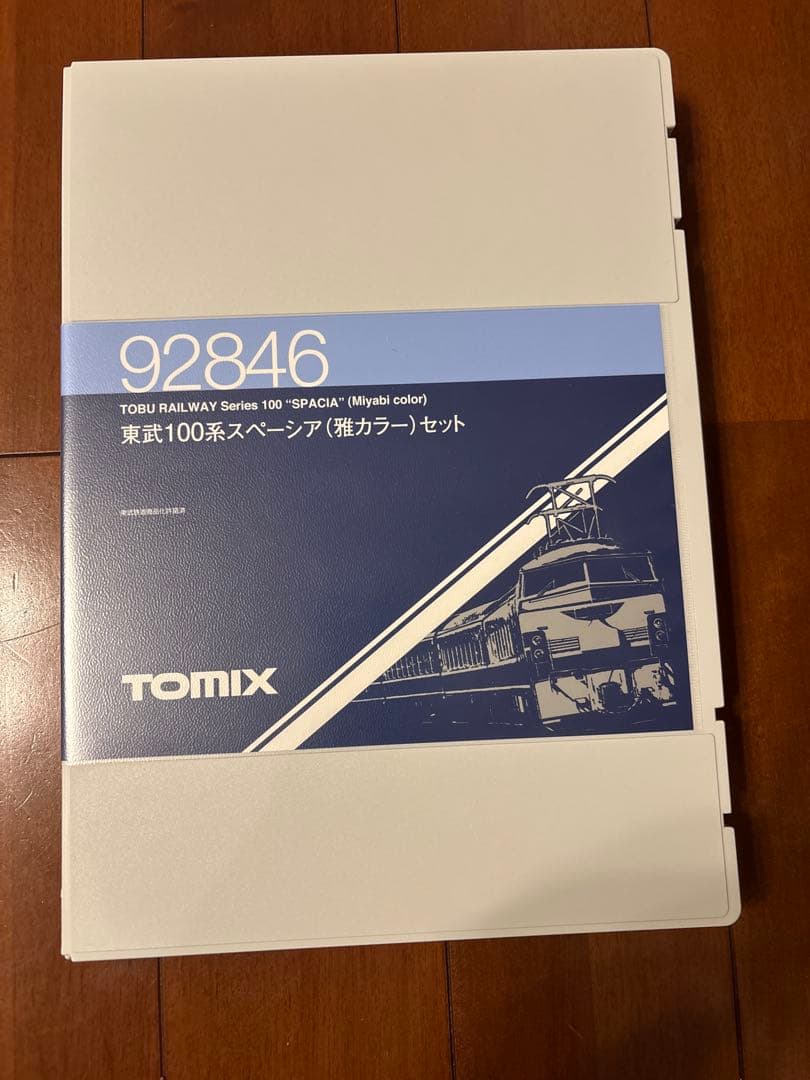 92846
TOBU RAILWAY Series 100 “SPACIA” (Miyabi color)
東武100系スペーシア(雅カラー)セット
東武鉄道商品化許諾済
TOMIX